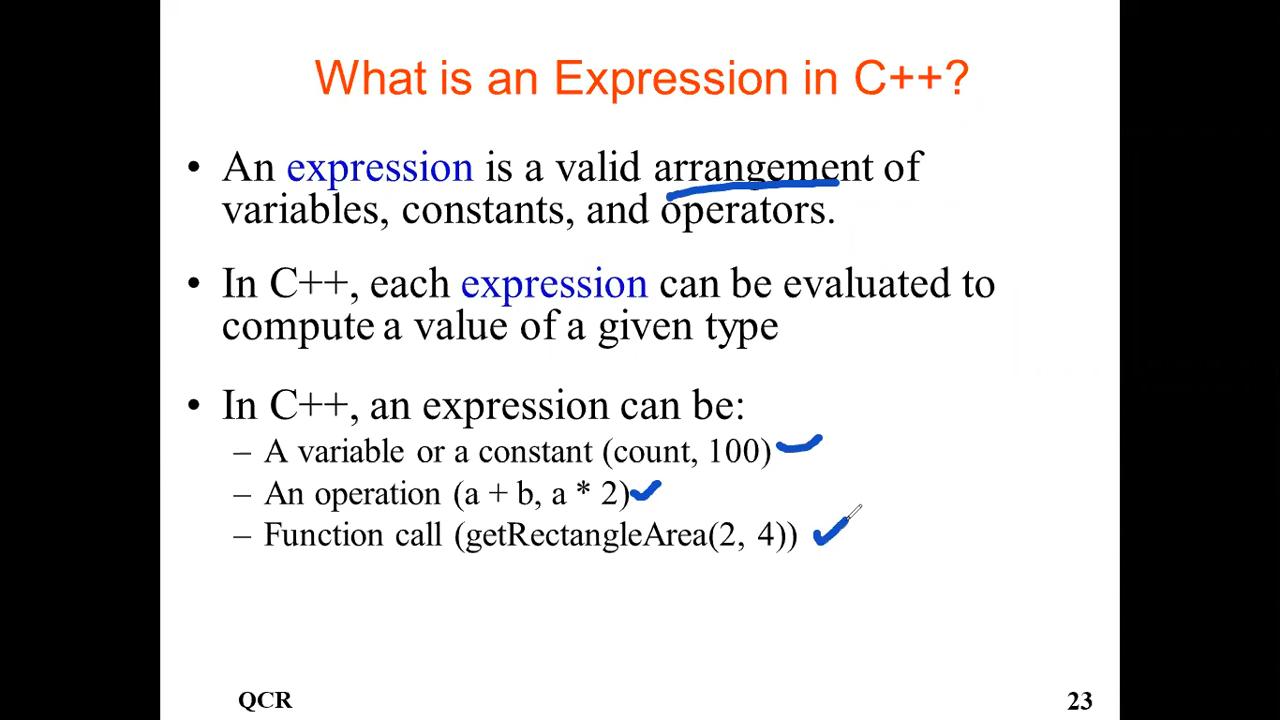 What is an Expression in C++?
• An expression is a valid arrangement of
variables, constants, and operators.
• In C++, each expression can be evaluated to
compute a value of a given type
• In C++, an expression can be:
– A variable or a constant (count, 100)
– An operation (a + b, a * 2)
– Function call (getRectangleArea(2, 4))
QCR
23